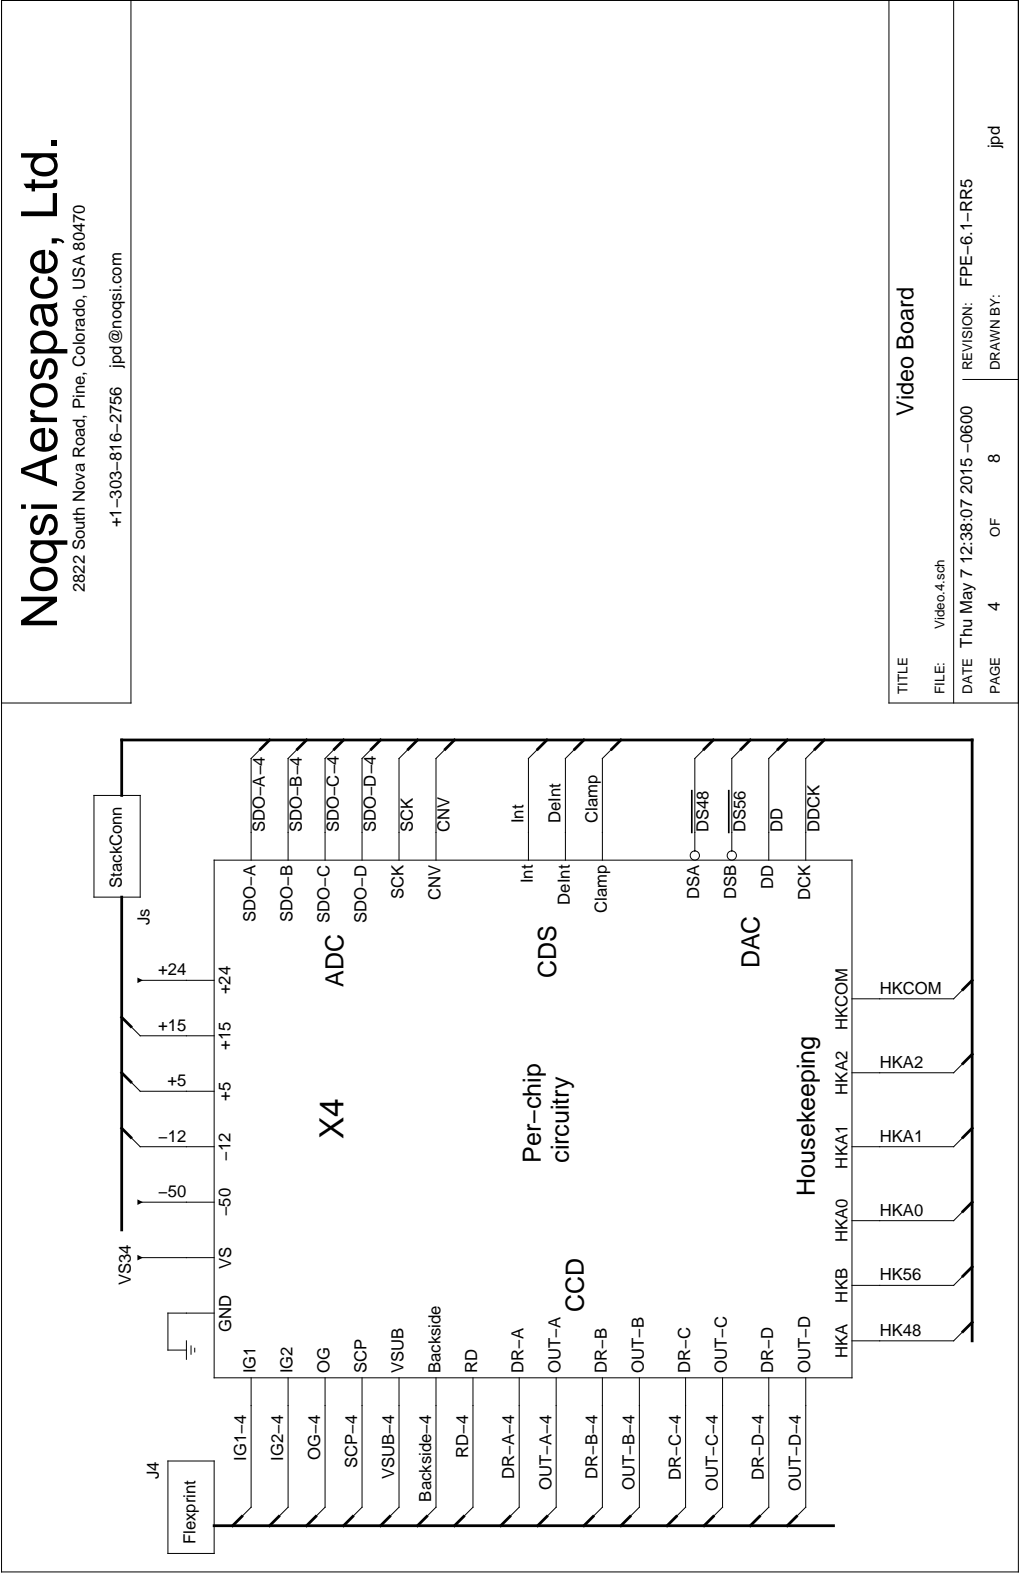 Noqsi Aerospace, Ltd.
2822 South Nova Road, Pine, Colorado, USA 80470
+1−303−816−2756 jpd@noqsi.com
J4
Flexprint
IG1−4
IG2−4
OG−4
SCP−4
VSUB−4
Backside−4
RD−4
DR−A−4
OUT−A−4
DR−B−4
OUT−B−4
DR−C−4
OUT−C−4
DR−D−4
OUT−D−4
IG1
IG2
OG
SCP
VSUB
Backside
RD
DR−A
OUT−A
DR−B
OUT−B
DR−C
OUT−C
DR−D
OUT−D
CCD
GND
VS34
VS
−50
−50
−12
−12
+5
+5
+15
+15
+24
+24
Js
StackConn
X4
Per−chip
circuitry
ADC
CDS
DAC
Housekeeping
SDO−A
SDO−B
SDO−C
SDO−D
SCK
CNV
Int
DeInt
Clamp
DSA
DSB
DD
DCK
SDO−A−4
SDO−B−4
SDO−C−4
SDO−D−4
SCK
CNV
Int
DeInt
Clamp
DS48
DS56
DD
DDCK
HKA
HKB
HKA0
HKA1
HKA2
HKCOM
HK48
HK56
HKA0
HKA1
HKA2
HKCOM
TITLE
Video Board
FILE: Video.4.sch
DATE Thu May 7 12:38:07 2015 −0600
REVISION: FPE−6.1−RR5
PAGE 4 OF 8
DRAWN BY: jpd